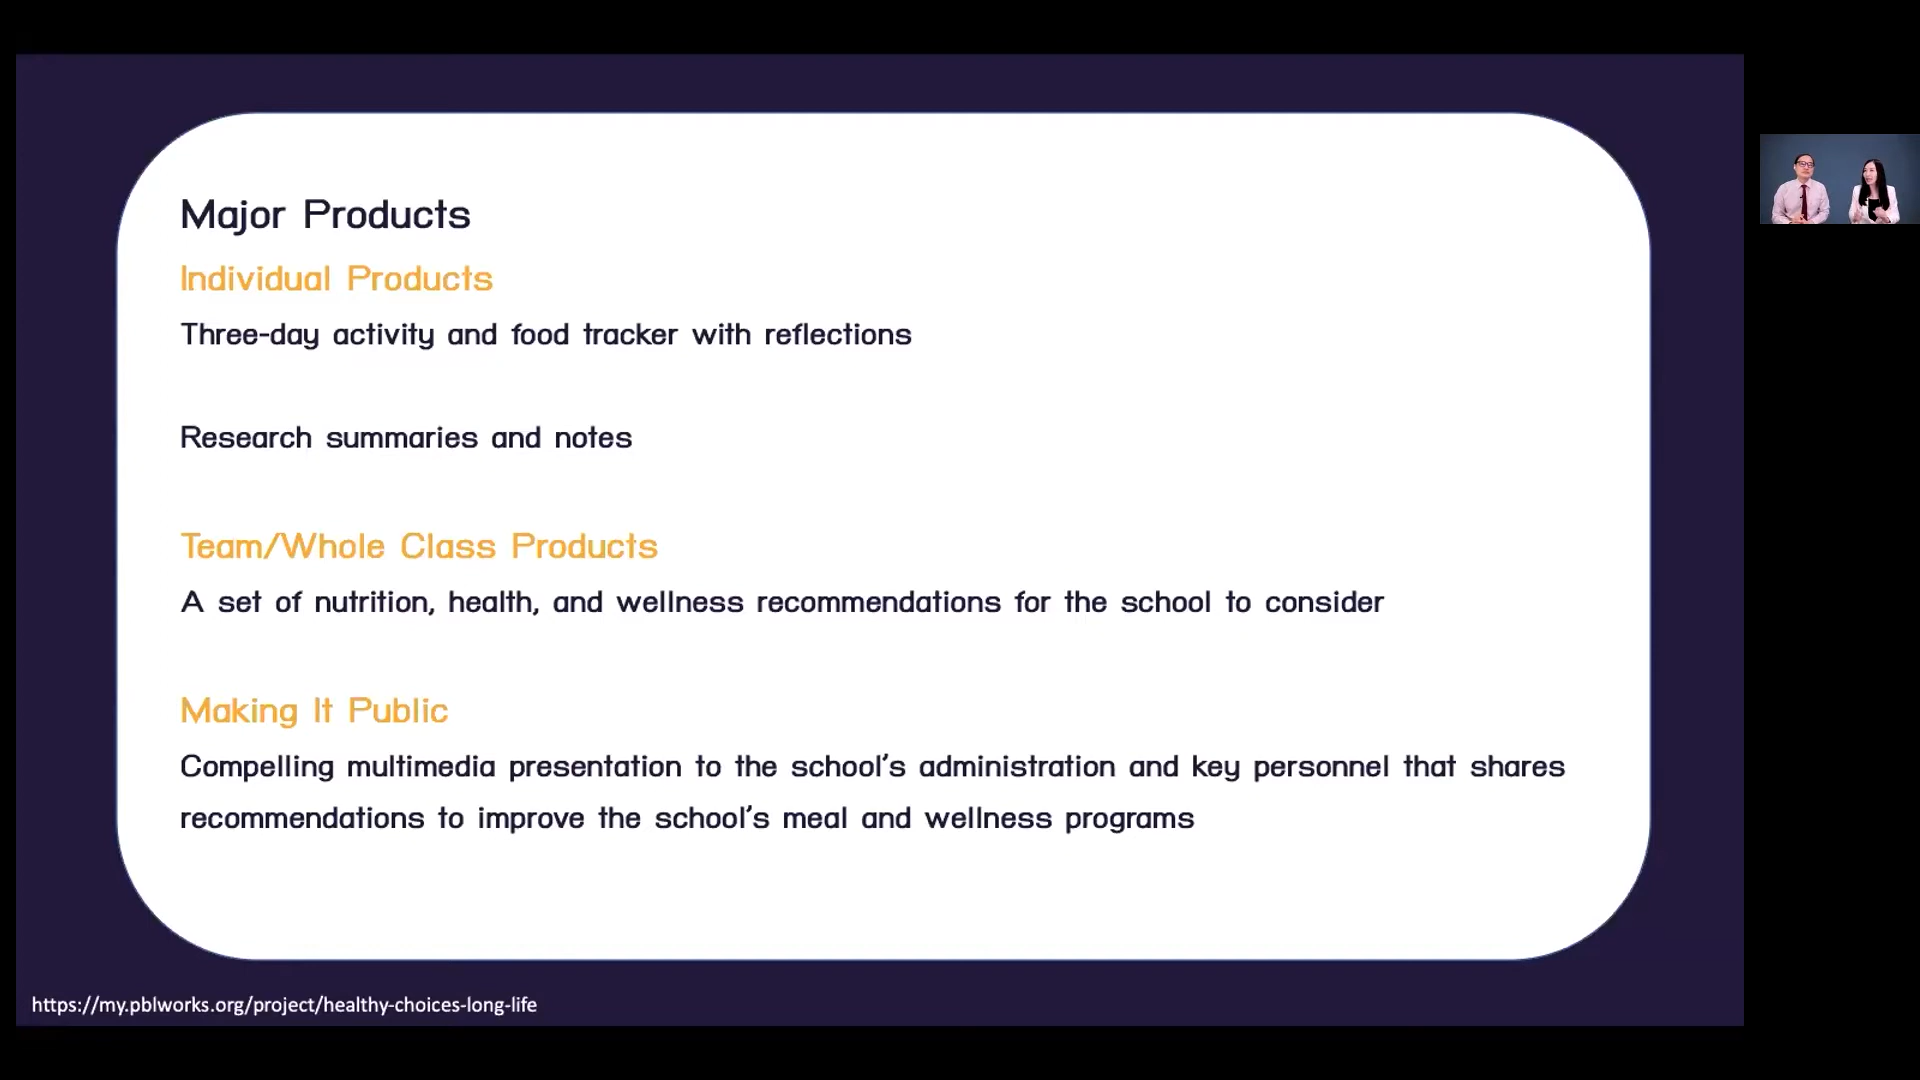 Major Products
Individual Products
Three-day activity and food tracker with reflections
Research summaries and notes
Team/Whole Class Products
A set of nutrition, health, and wellness recommendations for the school to consider
Making It Public
Compelling multimedia presentation to the school's administration and key personnel that shares
recommendations to improve the school's meal and wellness programs
https://my.pblworks.org/project/healthy-choices-long-life